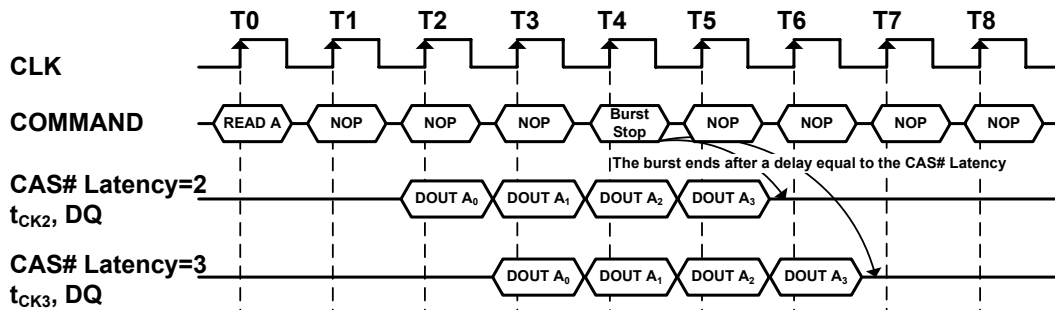 T0 T1 T2 T3 T4 T5 T6 T7 T8
CLK
COMMAND READ A NOP NOP NOP Burst Stop NOP NOP NOP NOP
The burst ends after a delay equal to the CAS# Latency
CAS# Latency=2
tCK2, DQ DOUT A0 DOUT A1 DOUT A2 DOUT A3
CAS# Latency=3
tCK3, DQ DOUT A0 DOUT A1 DOUT A2 DOUT A3